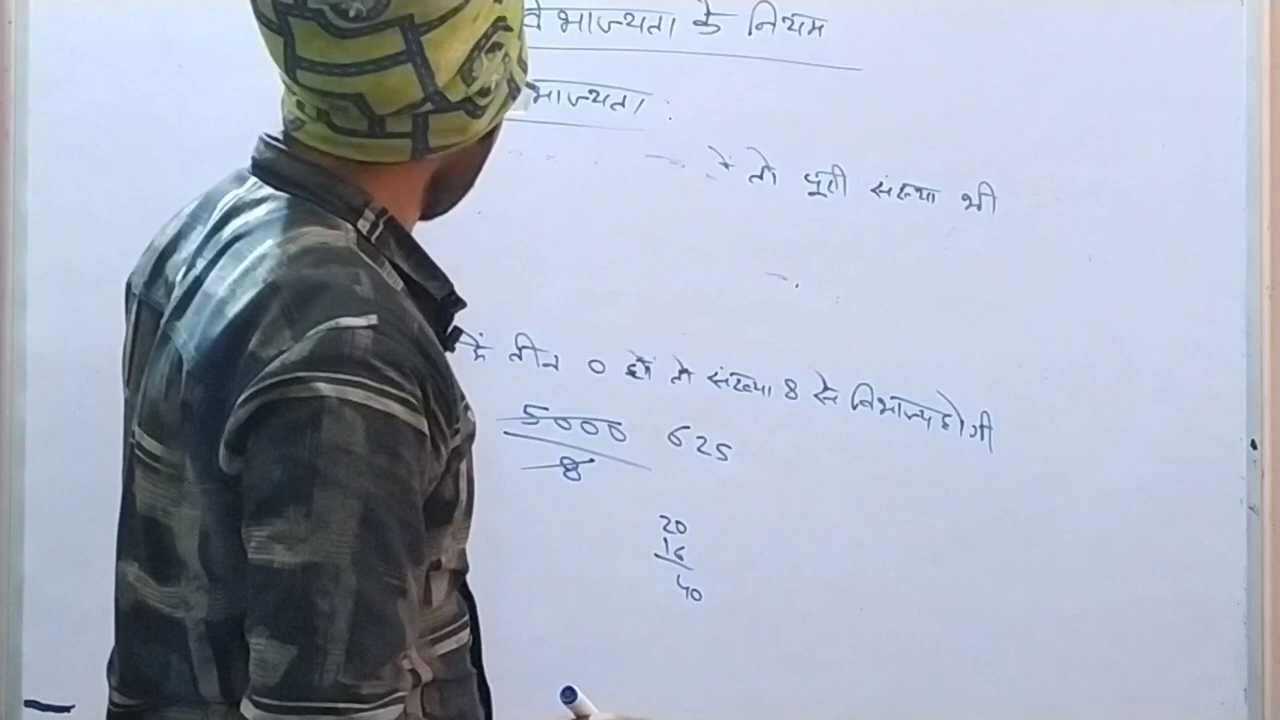 विभाज्यता के नियम
भाज्यता :
तो पूरी संख्या भी
में तीन 0 हों तो संख्या 8 से विभाज्य होगी
5000 625
8
20
16
40